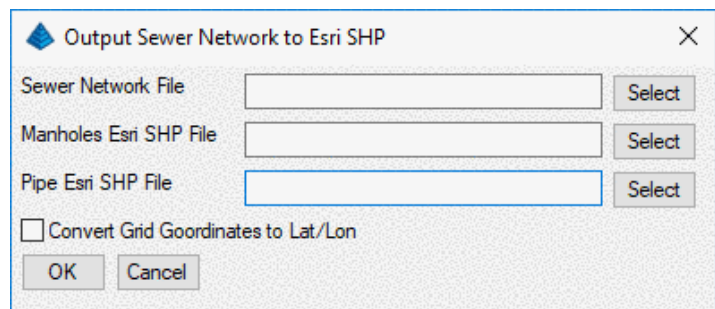 Output Sewer Network to Esri SHP
Sewer Network File
Select
Manholes Esri SHP File
Select
Pipe Esri SHP File
Select
Convert Grid Goordinates to Lat/Lon
OK Cancel